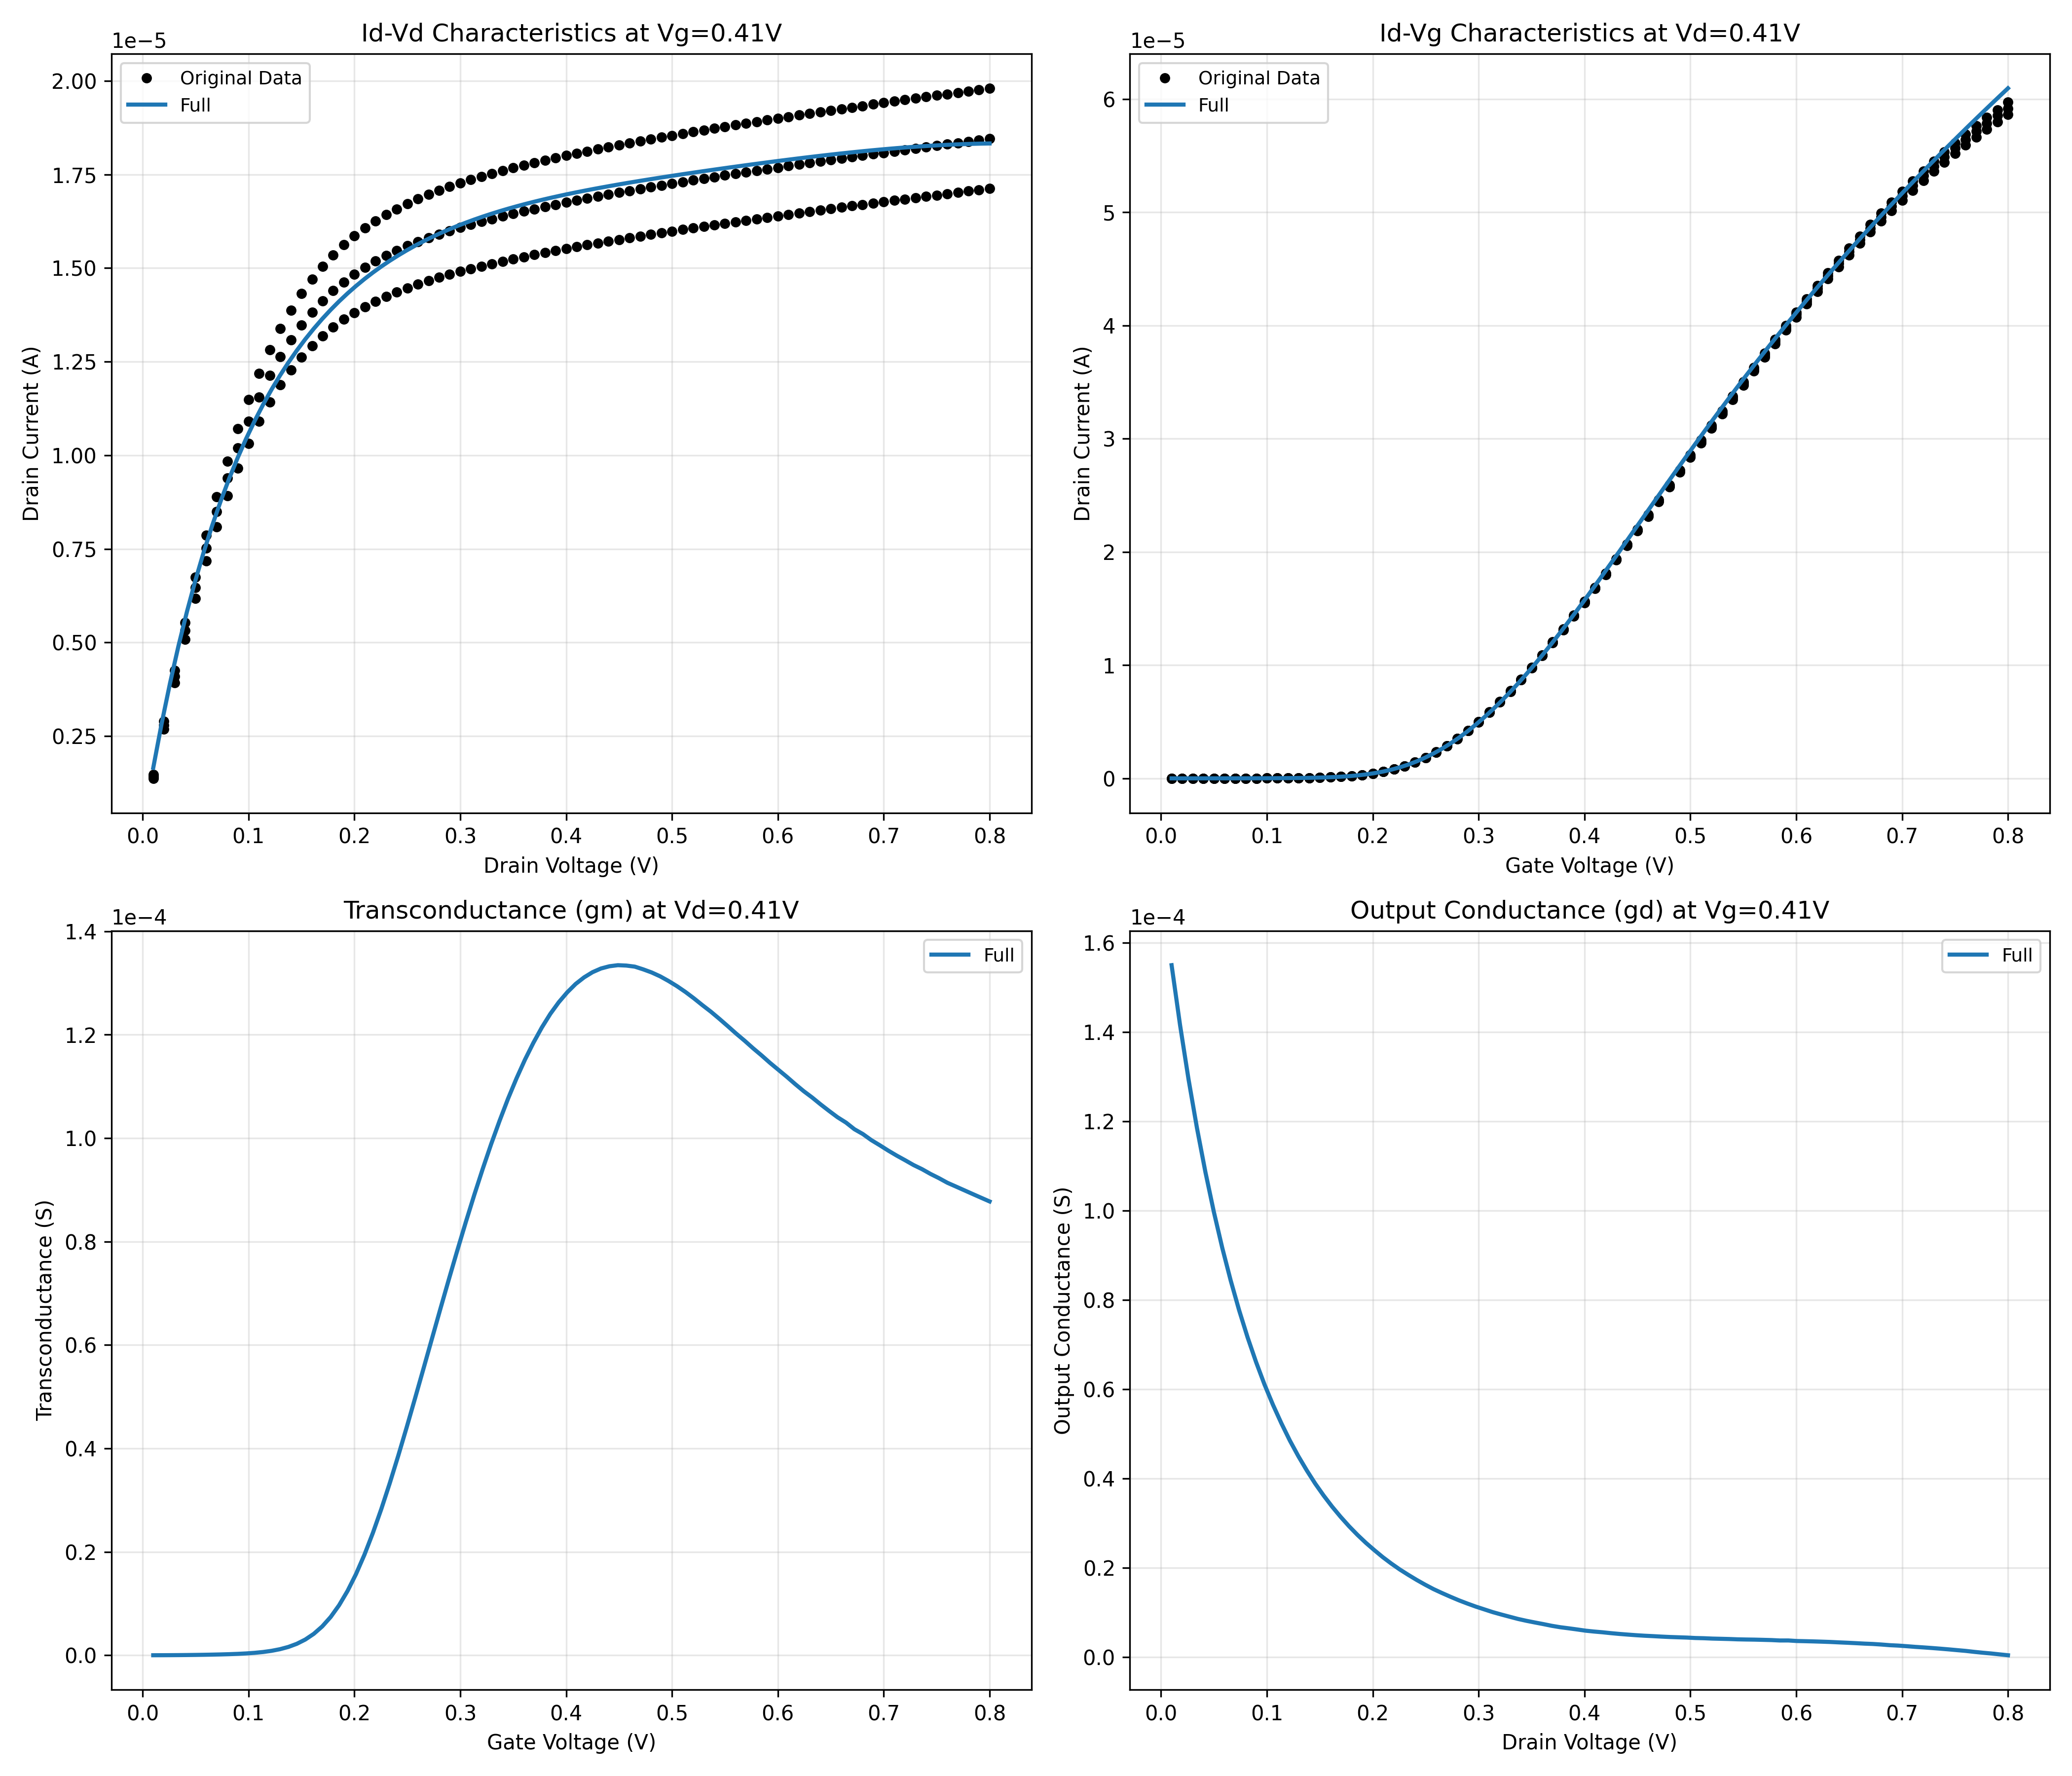 Id-Vd Characteristics at Vg=0.41V
1e−5
Original Data
Full
2.00
1.75
1.50
1.25
1.00
0.75
0.50
0.25
Drain Current (A)
0.0 0.1 0.2 0.3 0.4 0.5 0.6 0.7 0.8
Drain Voltage (V)
Id-Vg Characteristics at Vd=0.41V
1e−5
Original Data
Full
6
5
4
3
2
1
0
Drain Current (A)
0.0 0.1 0.2 0.3 0.4 0.5 0.6 0.7 0.8
Gate Voltage (V)
Transconductance (gm) at Vd=0.41V
1e−4
Full
1.4
1.2
1.0
0.8
0.6
0.4
0.2
0.0
Transconductance (S)
0.0 0.1 0.2 0.3 0.4 0.5 0.6 0.7 0.8
Gate Voltage (V)
Output Conductance (gd) at Vg=0.41V
1e−4
Full
1.6
1.4
1.2
1.0
0.8
0.6
0.4
0.2
0.0
Output Conductance (S)
0.0 0.1 0.2 0.3 0.4 0.5 0.6 0.7 0.8
Drain Voltage (V)